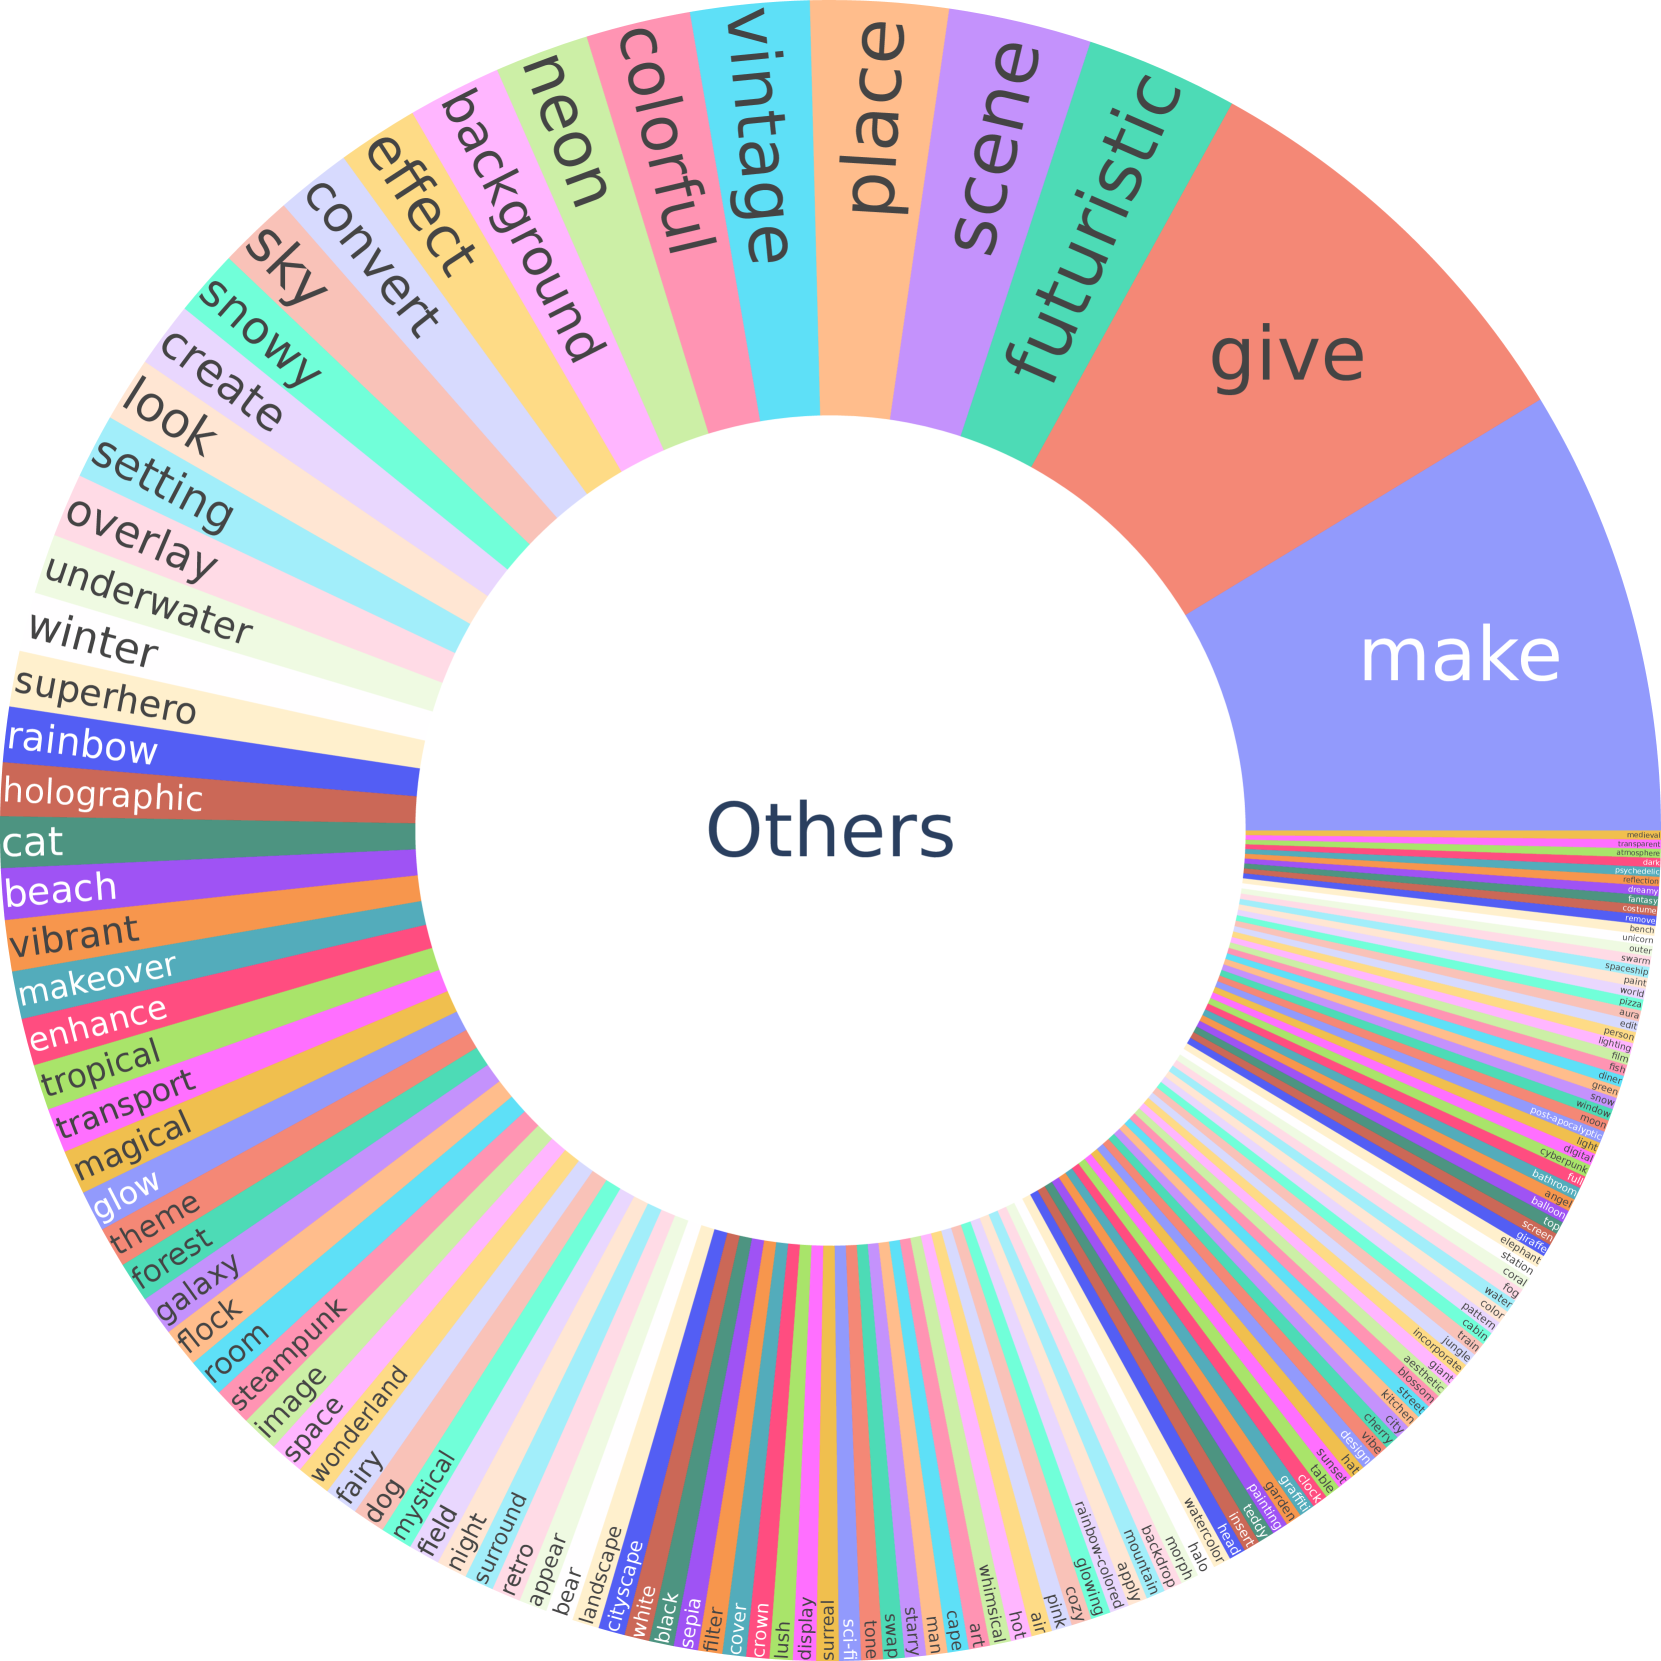 Others
make
give
futuristic
scene
place
vintage
colorful
neon
background
effect
convert
sky
snowy
create
look
setting
overlay
underwater
winter
superhero
rainbow
holographic
cat
beach
vibrant
makeover
enhance
tropical
transport
magical
glow
theme
forest
galaxy
flock
room
steampunk
image
space
wonderland
fairy
dog
mystical
field
night
surround
retro
appear
bear
landscape
cityscape
white
black
sepia
filter
cover
crown
lush
display
surreal
sci-fi
tone
swap
starry
man
cape
art
whimsical
hot
air
pink
cozy
glowing
rainbow-colored
apply
mountain
backdrop
morph
halo
watercolor
head
insert
teddy
painting
garden
graffiti
clock
table
sunset
hat
design
vibe
cherry
city
kitchen
street
blossom
aesthetic
giant
incorporate
jungle
train
cabin
pattern
color
water
fog
coral
station
elephant
giraffe
screen
top
balloon
angel
bathroom
full
cyberpunk
digital
light
post-apocalyptic
moon
window
snow
green
diner
fish
film
lighting
person
edit
aura
pizza
world
paint
spaceship
swarm
outer
unicorn
bench
remove
costume
fantasy
dreamy
reflection
psychedelic
dark
atmosphere
transparent
medieval